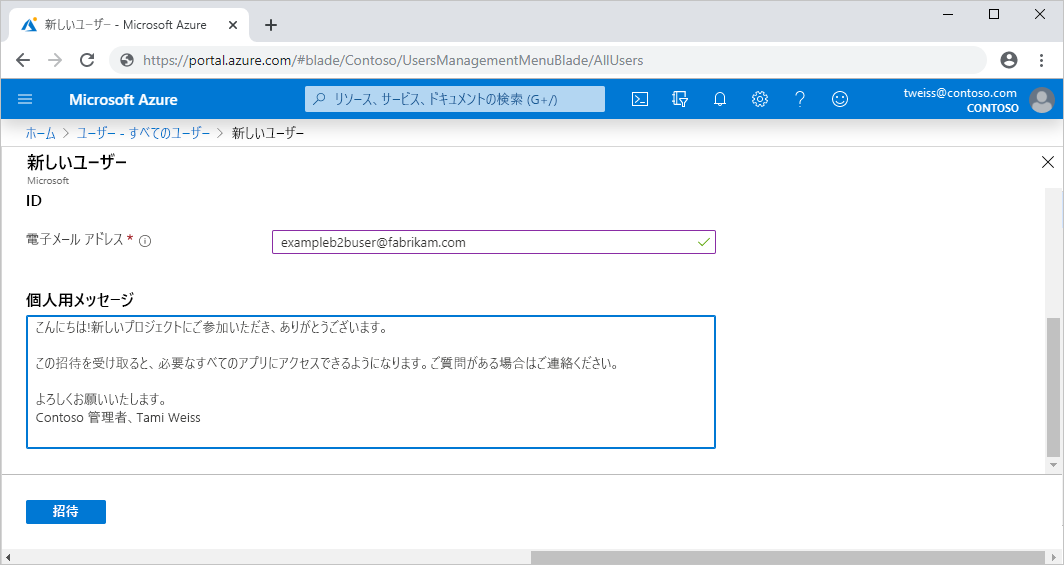 新しいユーザー - Microsoft Azure
https://portal.azure.com/#blade/Contoso/UsersManagementMenuBlade/AllUsers
Microsoft Azure
リソース、サービス、ドキュメントの検索 (G+/)
tweiss@contoso.com
CONTOSO
ホーム > ユーザー - すべてのユーザー > 新しいユーザー
新しいユーザー
Microsoft
ID
電子メール アドレス *
exampleb2buser@fabrikam.com
個人用メッセージ
こんにちは!新しいプロジェクトにご参加いただき、ありがとうございます。
この招待を受け取ると、必要なすべてのアプリにアクセスできるようになります。ご質問がある場合はご連絡ください。
よろしくお願いいたします。
Contoso 管理者、Tami Weiss
招待